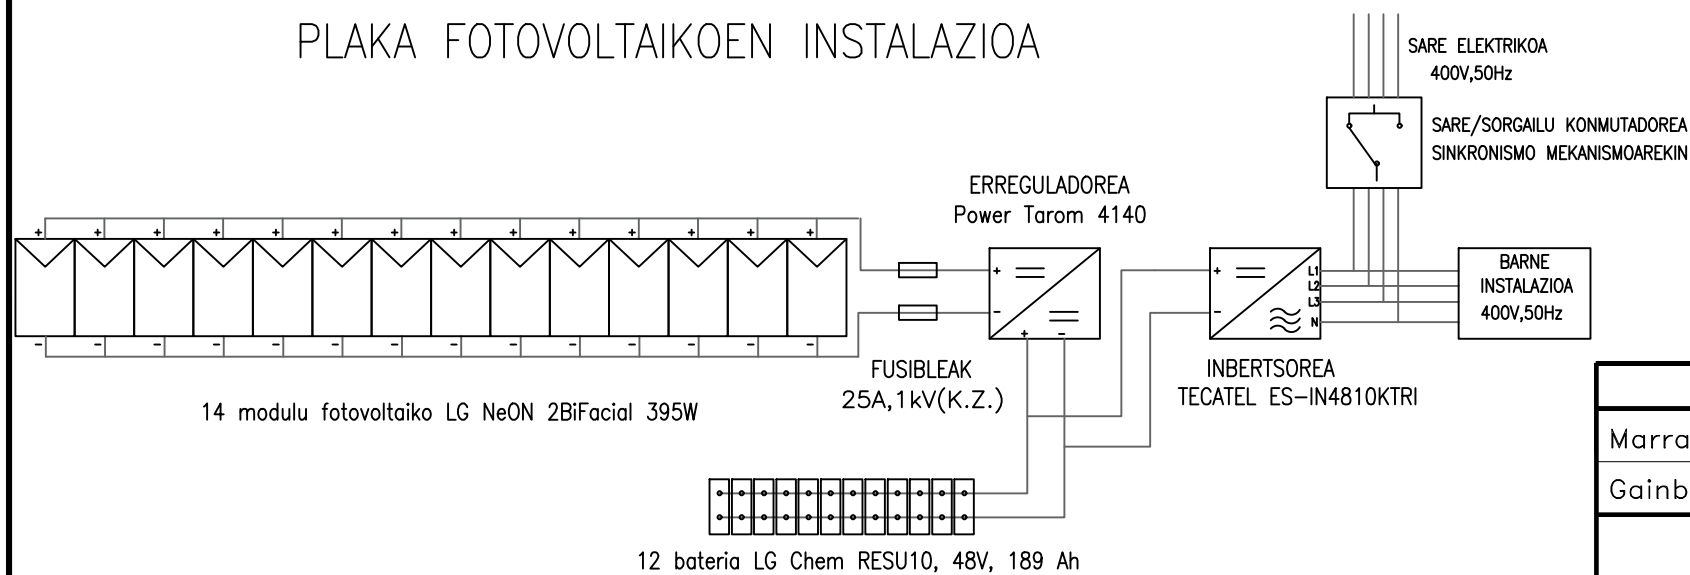 PLAKA FOTOVOLTAIKOEN INSTALAZIOA
SARE ELEKTRIKOA
400V,50Hz
SARE/SORGAILU KONMUTADOREA
SINKRONISMO MEKANISMOAREKIN
ERREGULADOREA
Power Tarom 4140
+ + + + + + + + + + + + + +
- - - - - - - - - - - - - -
+ -
+ -
+ -
L1
L2
L3
N
BARNE
INSTALAZIOA
400V,50Hz
FUSIBLEAK
25A,1kV(K.Z.)
INBERTSOREA
TECATEL ES-IN4810KTRI
14 modulu fotovoltaiko LG NeON 2BiFacial 395W
12 bateria LG Chem RESU10, 48V, 189 Ah
Marra
Gainb